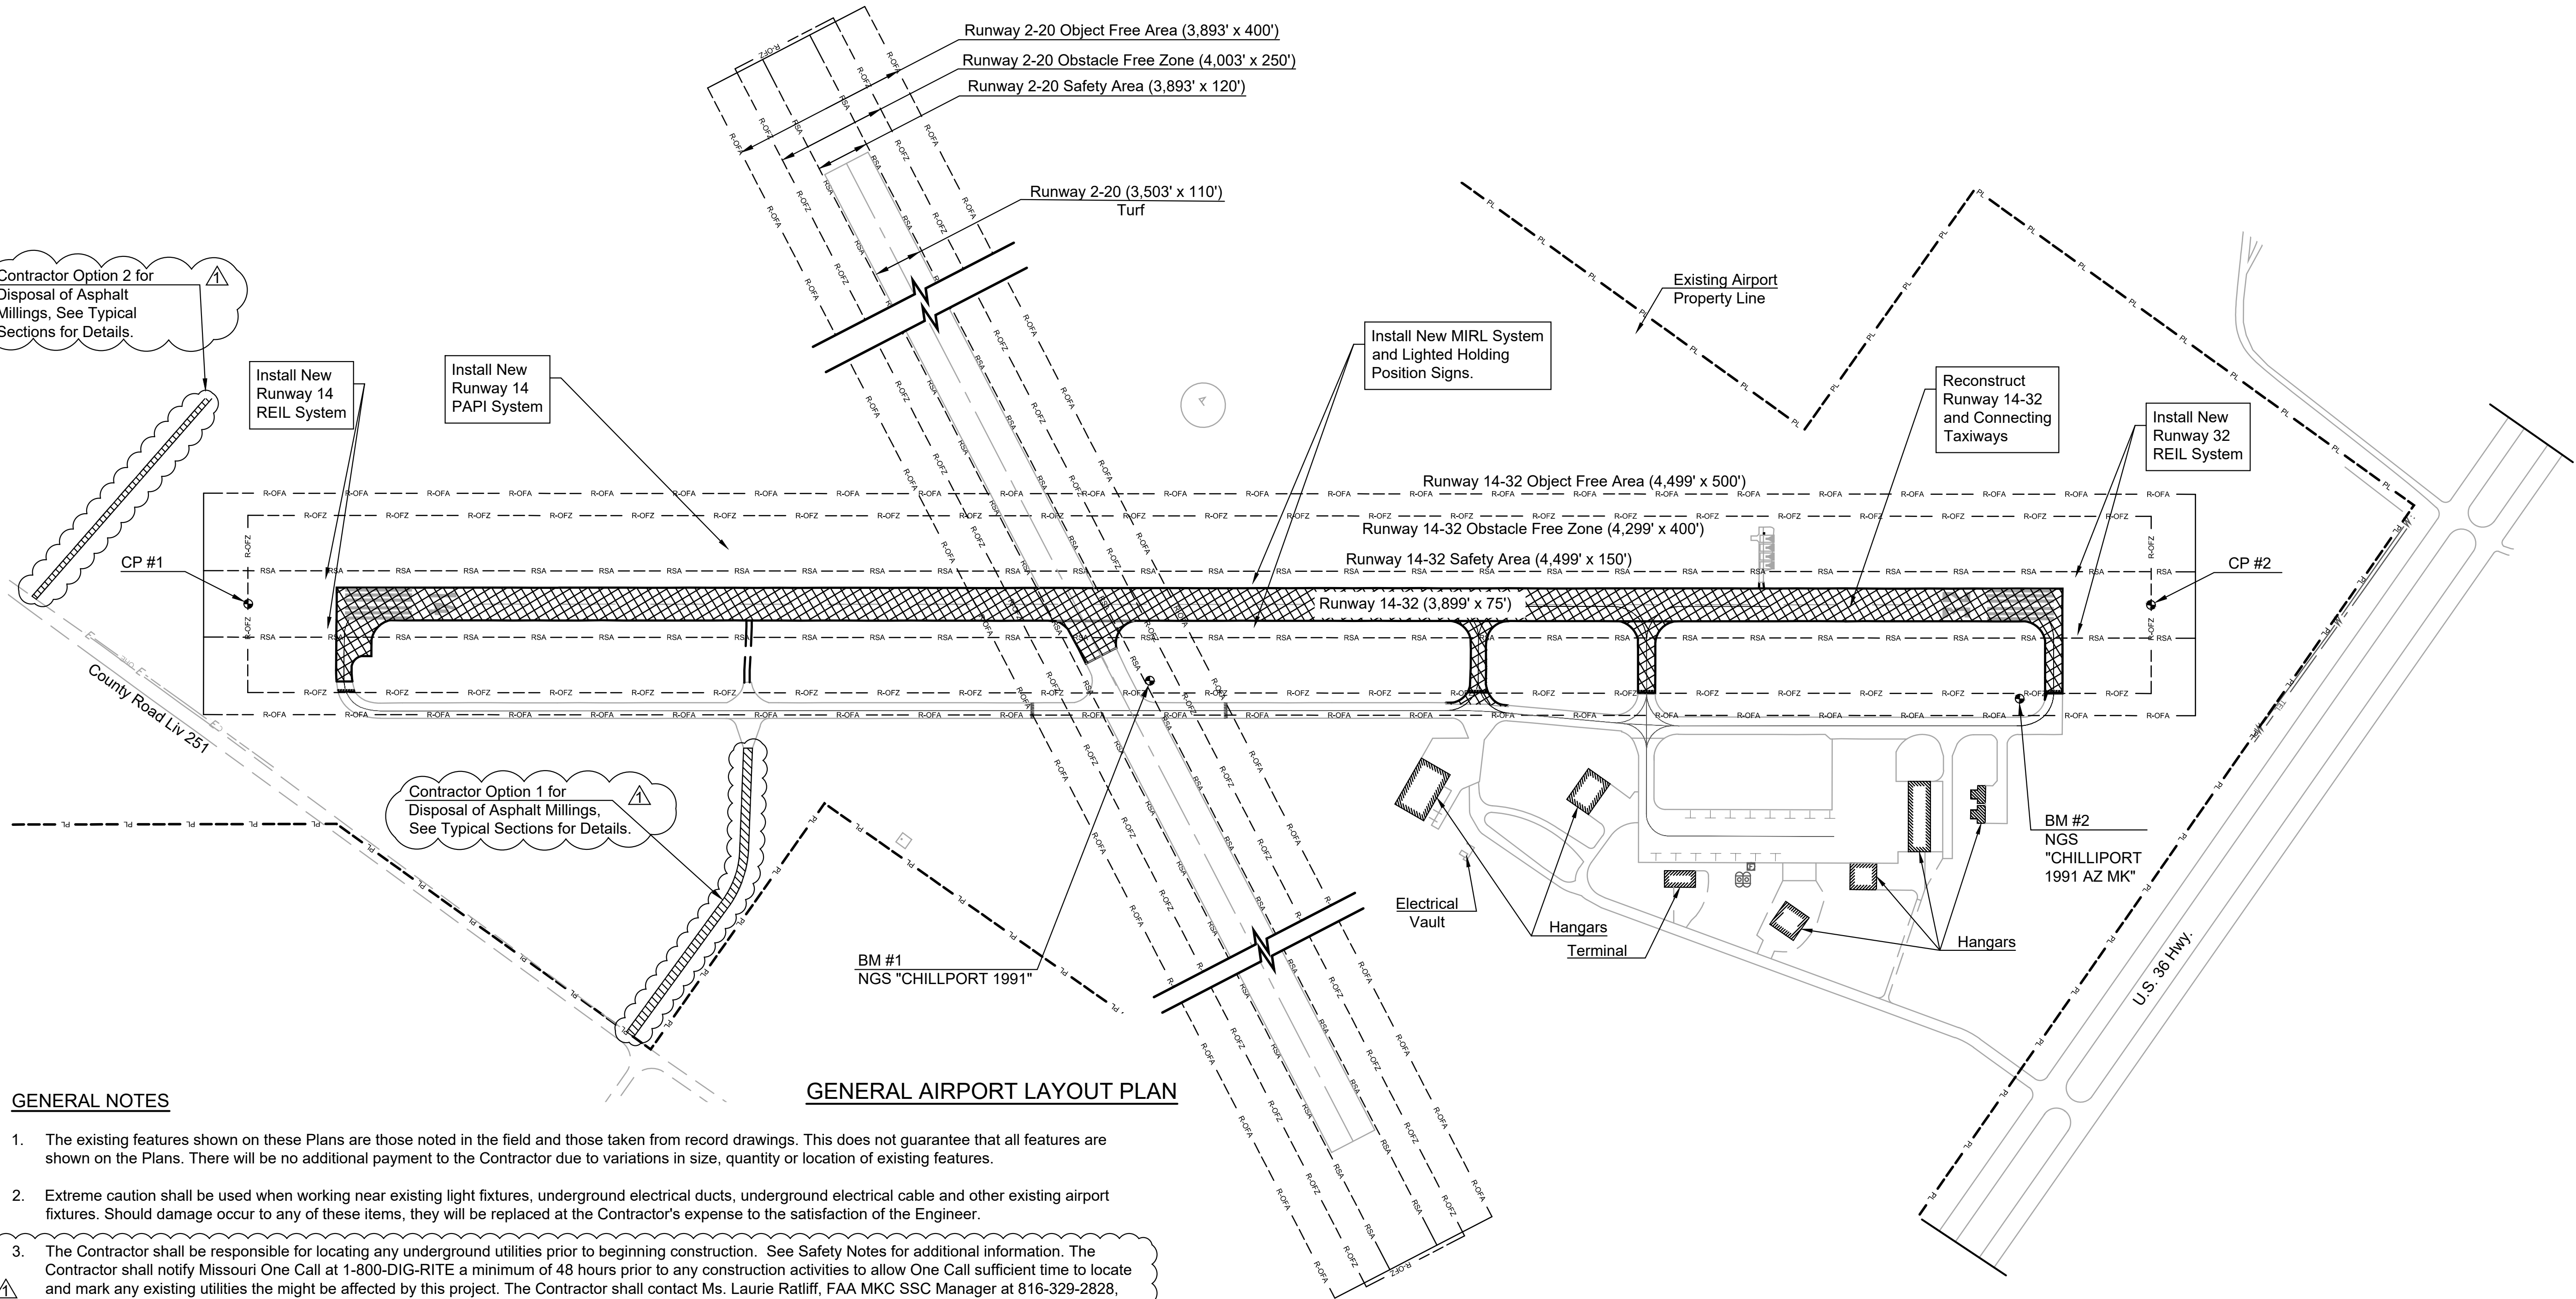 Runway 2-20 Object Free Area (3,893' x 400')
Runway 2-20 Obstacle Free Zone (4,003' x 250')
Runway 2-20 Safety Area (3,893' x 120')
Runway 2-20 (3,503' x 110')
Turf
Contractor Option 2 for
Disposal of Asphalt
Millings, See Typical
Sections for Details.
1
Install New
Runway 14
REIL System
Install New
Runway 14
PAPI System
Install New MIRL System
and Lighted Holding
Position Signs.
Existing Airport
Property Line
Reconstruct
Runway 14-32
and Connecting
Taxiways
Install New
Runway 32
REIL System
Runway 14-32 Object Free Area (4,499' x 500')
Runway 14-32 Obstacle Free Zone (4,299' x 400')
Runway 14-32 Safety Area (4,499' x 150')
Runway 14-32 (3,899' x 75')
CP #1
CP #2
R-OFA
R-OFZ
RSA
PL
County Road Liv 251
Contractor Option 1 for
Disposal of Asphalt Millings,
See Typical Sections for Details.
1
BM #1
NGS "CHILLPORT 1991"
Electrical
Vault
Hangars
Terminal
Hangars
BM #2
NGS
"CHILLIPORT
1991 AZ MK"
U.S. 36 Hwy.
GENERAL AIRPORT LAYOUT PLAN
GENERAL NOTES
1. The existing features shown on these Plans are those noted in the field and those taken from record drawings. This does not guarantee that all features are
shown on the Plans. There will be no additional payment to the Contractor due to variations in size, quantity or location of existing features.
2. Extreme caution shall be used when working near existing light fixtures, underground electrical ducts, underground electrical cable and other existing airport
fixtures. Should damage occur to any of these items, they will be replaced at the Contractor's expense to the satisfaction of the Engineer.
3. The Contractor shall be responsible for locating any underground utilities prior to beginning construction. See Safety Notes for additional information. The
Contractor shall notify Missouri One Call at 1-800-DIG-RITE a minimum of 48 hours prior to any construction activities to allow One Call sufficient time to locate
1 and mark any existing utilities the might be affected by this project. The Contractor shall contact Ms. Laurie Ratliff, FAA MKC SSC Manager at 816-329-2828,